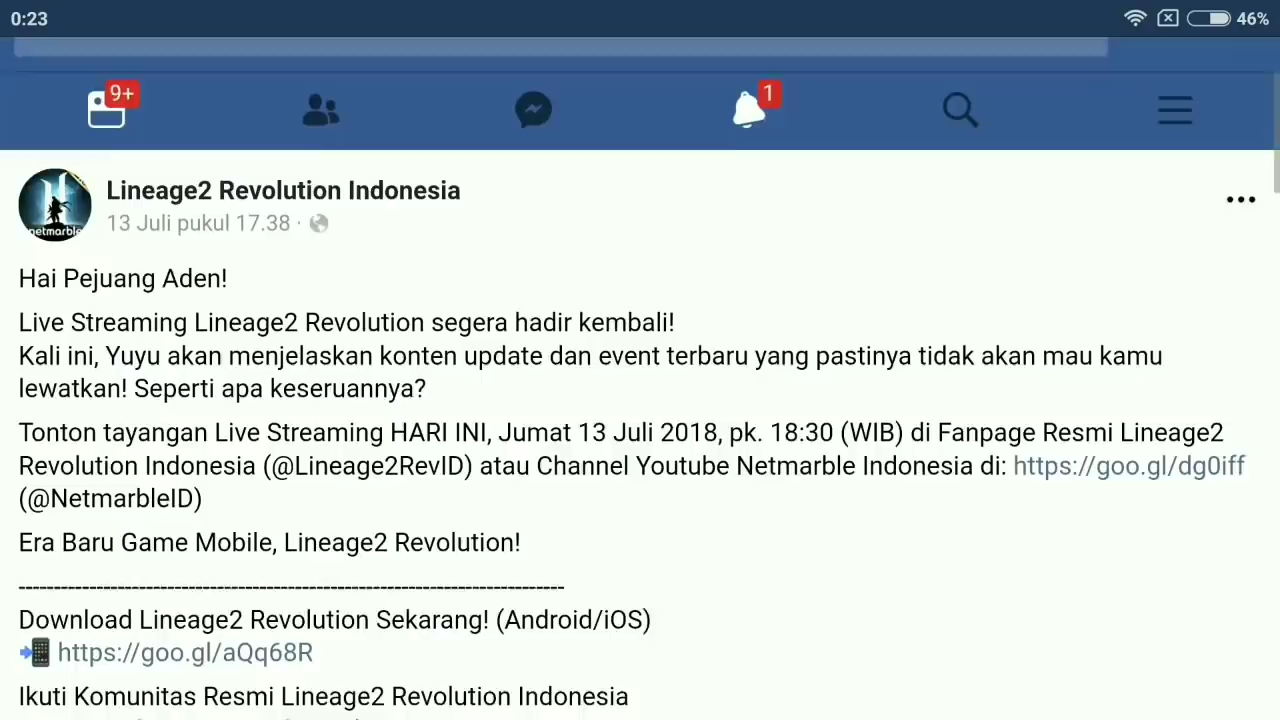 0:23
46%
9+
1
Lineage2 Revolution Indonesia
13 Juli pukul 17.38 ·
netmarble
Hai Pejuang Aden!
Live Streaming Lineage2 Revolution segera hadir kembali!
Kali ini, Yuyu akan menjelaskan konten update dan event terbaru yang pastinya tidak akan mau kamu
lewatkan! Seperti apa keseruannya?
Tonton tayangan Live Streaming HARI INI, Jumat 13 Juli 2018, pk. 18:30 (WIB) di Fanpage Resmi Lineage2
Revolution Indonesia (@Lineage2RevID) atau Channel Youtube Netmarble Indonesia di: https://goo.gl/dg0iff
(@NetmarbleID)
Era Baru Game Mobile, Lineage2 Revolution!
------------------------------------------------------------------------------
Download Lineage2 Revolution Sekarang! (Android/iOS)
📲 https://goo.gl/aQq68R
Ikuti Komunitas Resmi Lineage2 Revolution Indonesia